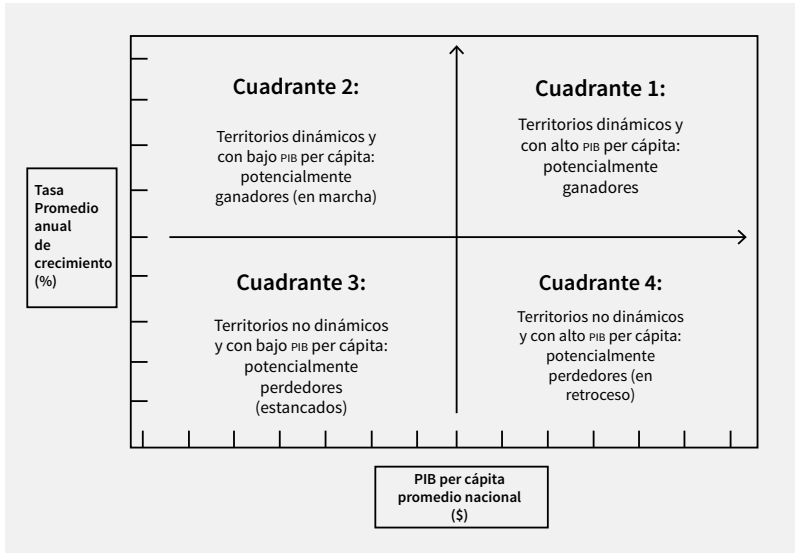 Cuadrante 2:
Territorios dinámicos y
con bajo PIB per cápita:
potencialmente
ganadores (en marcha)
Cuadrante 1:
Territorios dinámicos y
con alto PIB per cápita:
potencialmente
ganadores
Tasa
Promedio
anual
de
crecimiento
(%)
Cuadrante 3:
Territorios no dinámicos
y con bajo PIB per cápita:
potencialmente
perdedores
(estancados)
Cuadrante 4:
Territorios no dinámicos
y con alto PIB per cápita:
potencialmente
perdedores (en
retroceso)
PIB per cápita
promedio nacional
($)